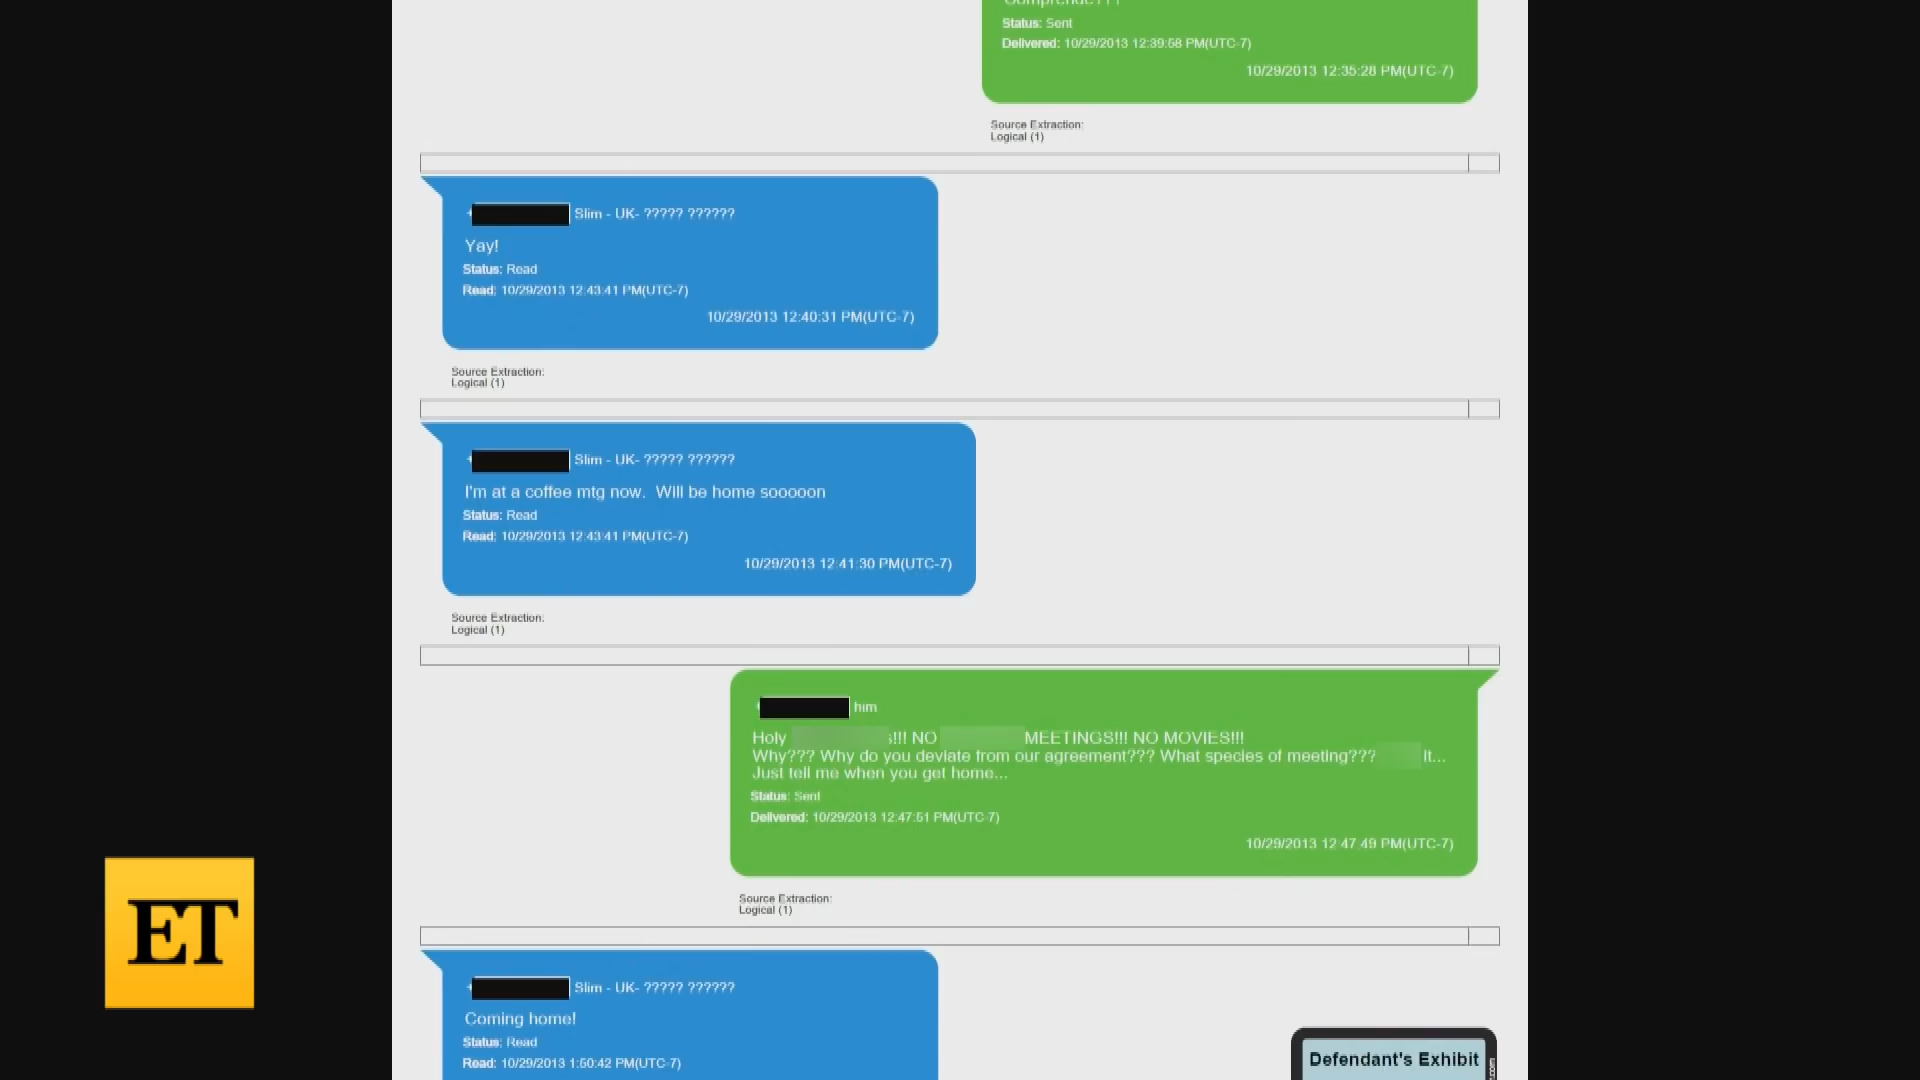 Status: Sent
Delivered: 10/29/2013 12:39:58 PM(UTC-7)
10/29/2013 12:35:28 PM(UTC-7)
Source Extraction:
Logical (1)
Slim - UK- ????? ??????
Yay!
Status: Read
Read: 10/29/2013 12:43:41 PM(UTC-7)
10/29/2013 12:40:31 PM(UTC-7)
Source Extraction:
Logical (1)
Slim - UK- ????? ??????
I'm at a coffee mtg now.  Will be home sooooon
Status: Read
Read: 10/29/2013 12:43:41 PM(UTC-7)
10/29/2013 12:41:30 PM(UTC-7)
Source Extraction:
Logical (1)
him
Holy s!!! NO MEETINGS!!! NO MOVIES!!!
Why??? Why do you deviate from our agreement??? What species of meeting??? It...
Just tell me when you get home...
Status: Sent
Delivered: 10/29/2013 12:47:51 PM(UTC-7)
10/29/2013 12:47:49 PM(UTC-7)
Source Extraction:
Logical (1)
Slim - UK- ????? ??????
Coming home!
Status: Read
Read: 10/29/2013 1:50:42 PM(UTC-7)
Defendant's Exhibit
ET